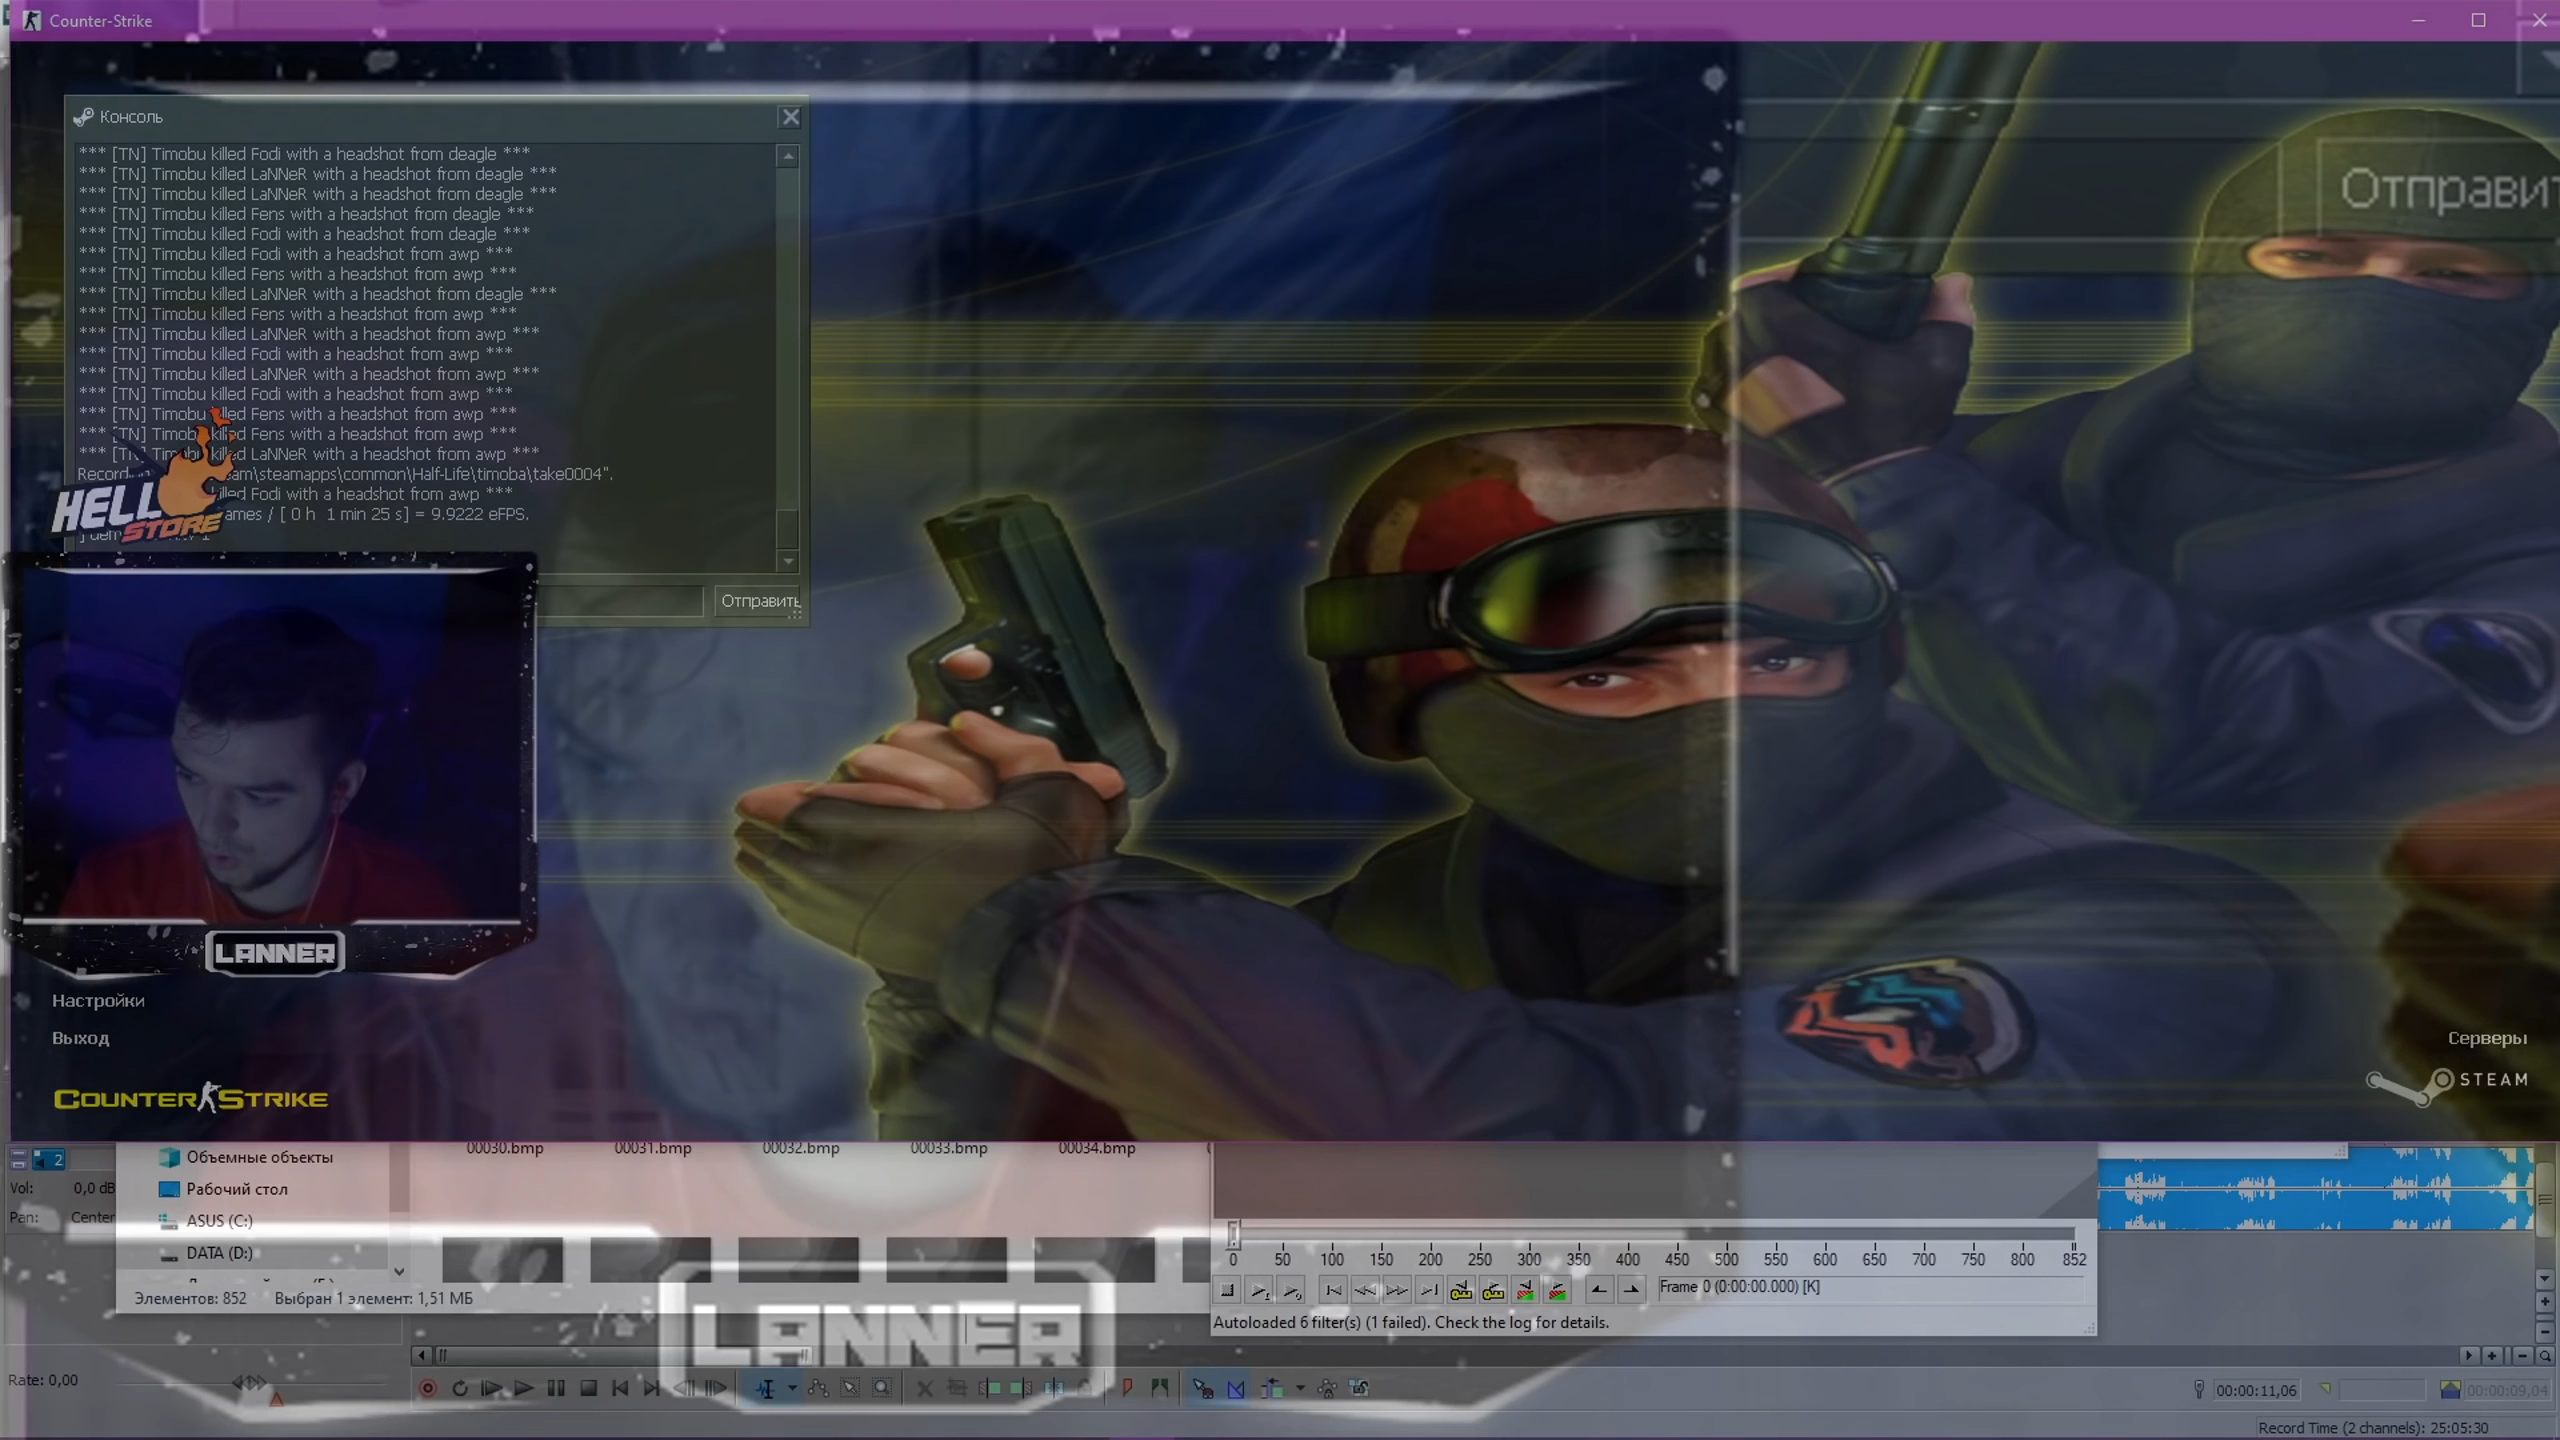 Counter-Strike
Консоль
*** [TN] Timobu killed Fodi with a headshot from deagle ***
*** [TN] Timobu killed LaNNeR with a headshot from deagle ***
*** [TN] Timobu killed LaNNeR with a headshot from deagle ***
*** [TN] Timobu killed Fens with a headshot from deagle ***
*** [TN] Timobu killed Fodi with a headshot from deagle ***
*** [TN] Timobu killed Fodi with a headshot from awp ***
*** [TN] Timobu killed Fens with a headshot from awp ***
*** [TN] Timobu killed LaNNeR with a headshot from deagle ***
*** [TN] Timobu killed Fens with a headshot from awp ***
*** [TN] Timobu killed LaNNeR with a headshot from awp ***
*** [TN] Timobu killed Fodi with a headshot from awp ***
*** [TN] Timobu killed LaNNeR with a headshot from awp ***
*** [TN] Timobu killed Fodi with a headshot from awp ***
*** [TN] Timobu killed Fens with a headshot from awp ***
*** [TN] Timobu killed Fens with a headshot from awp ***
*** [TN] Timobu killed LaNNeR with a headshot from awp ***
eam\steamapps\common\Half-Life\timoba\take0004".
killed Fodi with a headshot from awp ***
ames / [ 0 h 1 min 25 s] = 9.9222 eFPS.
Отправить
Отправит
HELLO
STORE
LANNER
Настройки
Выход
COUNTER STRIKE
Серверы
STEAM
2
Vol: 0,0 dB
Pan: Center
Объемные объекты
Рабочий стол
ASUS (C:)
DATA (D:)
Элементов: 852 Выбран 1 элемент: 1,51 МБ
00030.bmp 00031.bmp 00032.bmp 00033.bmp 00034.bmp
0 50 100 150 200 250 300 350 400 450 500 550 600 650 700 750 800 852
Frame 0 (0:00:00.000) [K]
Autoloaded 6 filter(s) (1 failed). Check the log for details.
LANNER
Rate: 0,00
00:00:11,06
00:00:09,04
Record Time (2 channels): 25:05:30